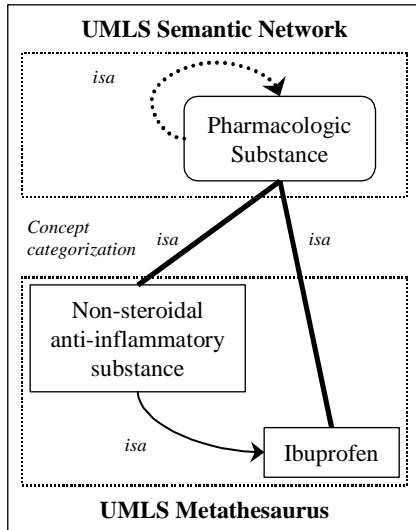 UMLS Semantic Network
isa
Pharmacologic
Substance
Concept
categorization
isa
isa
Non-steroidal
anti-inflammatory
substance
isa
Ibuprofen
UMLS Metathesaurus